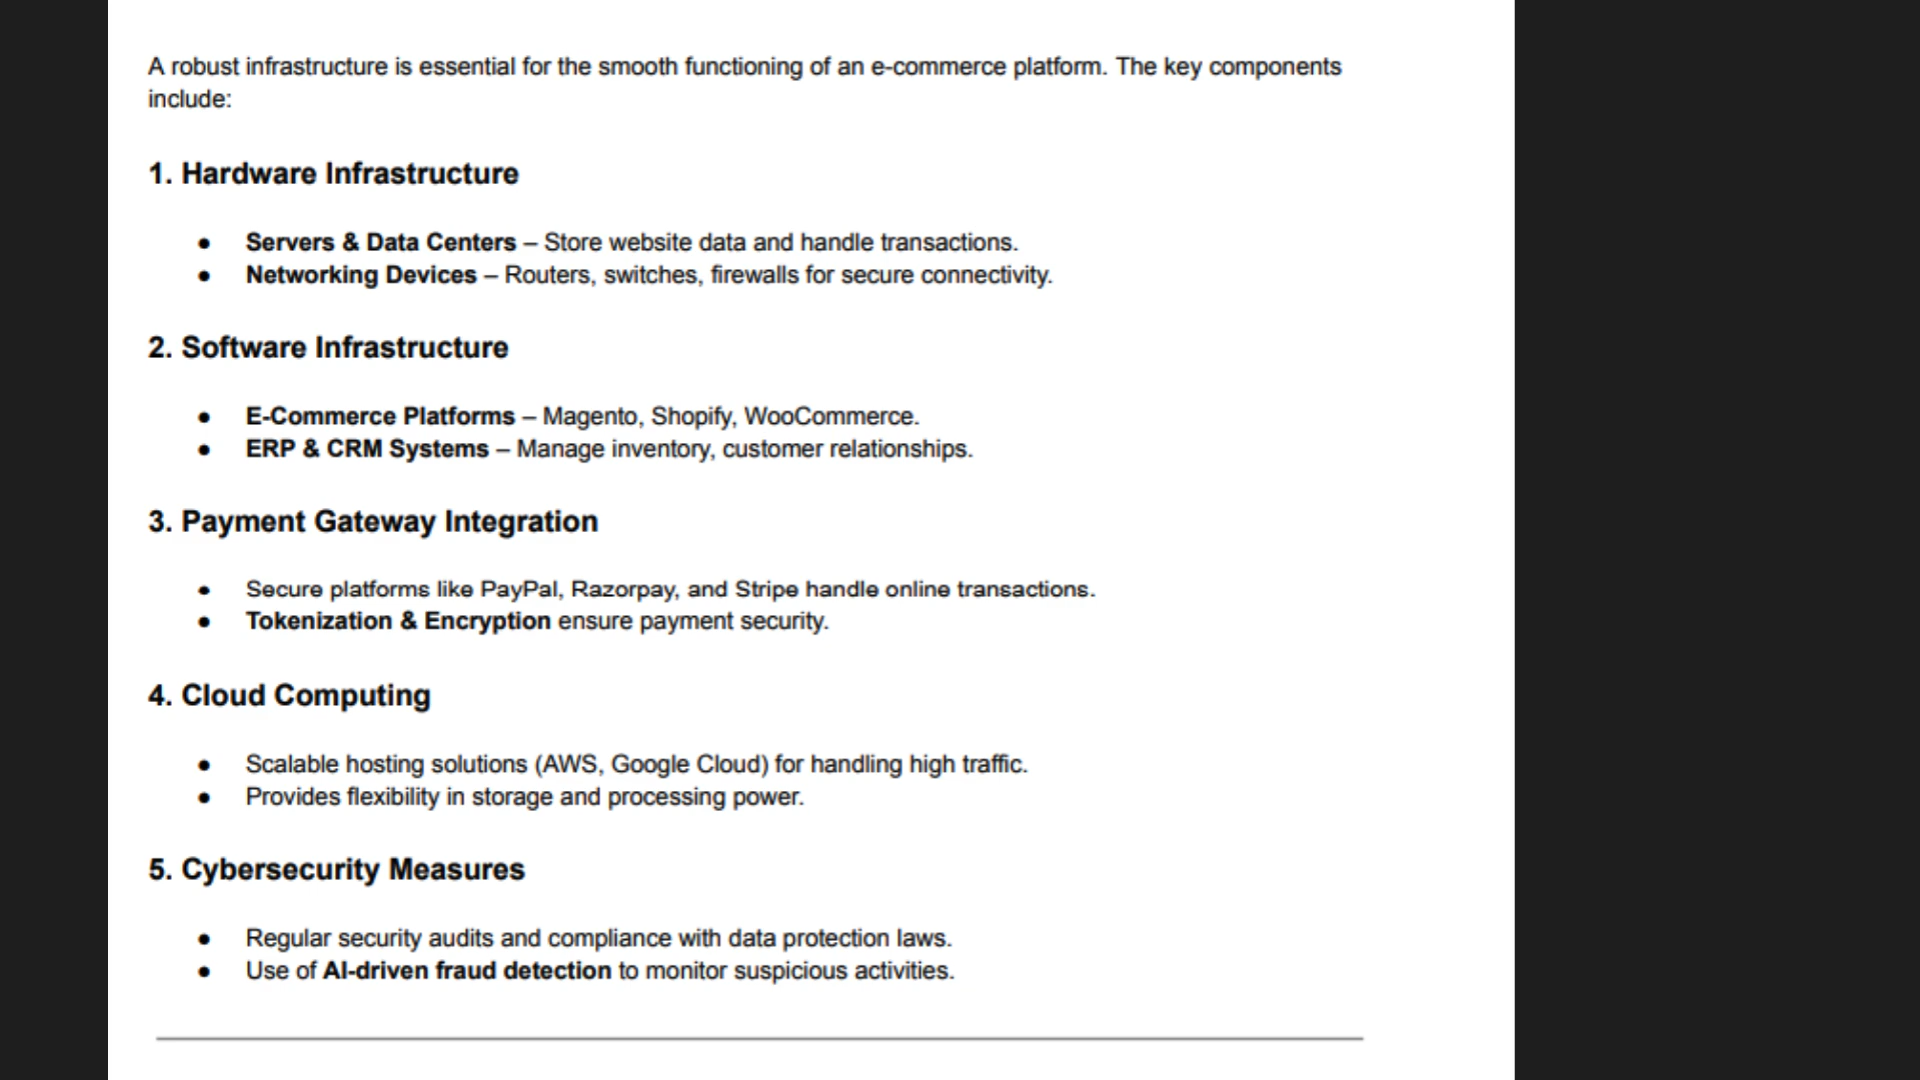 A robust infrastructure is essential for the smooth functioning of an e-commerce platform. The key components
include:
1. Hardware Infrastructure
● Servers & Data Centers – Store website data and handle transactions.
● Networking Devices – Routers, switches, firewalls for secure connectivity.
2. Software Infrastructure
● E-Commerce Platforms – Magento, Shopify, WooCommerce.
● ERP & CRM Systems – Manage inventory, customer relationships.
3. Payment Gateway Integration
● Secure platforms like PayPal, Razorpay, and Stripe handle online transactions.
● Tokenization & Encryption ensure payment security.
4. Cloud Computing
● Scalable hosting solutions (AWS, Google Cloud) for handling high traffic.
● Provides flexibility in storage and processing power.
5. Cybersecurity Measures
● Regular security audits and compliance with data protection laws.
● Use of AI-driven fraud detection to monitor suspicious activities.